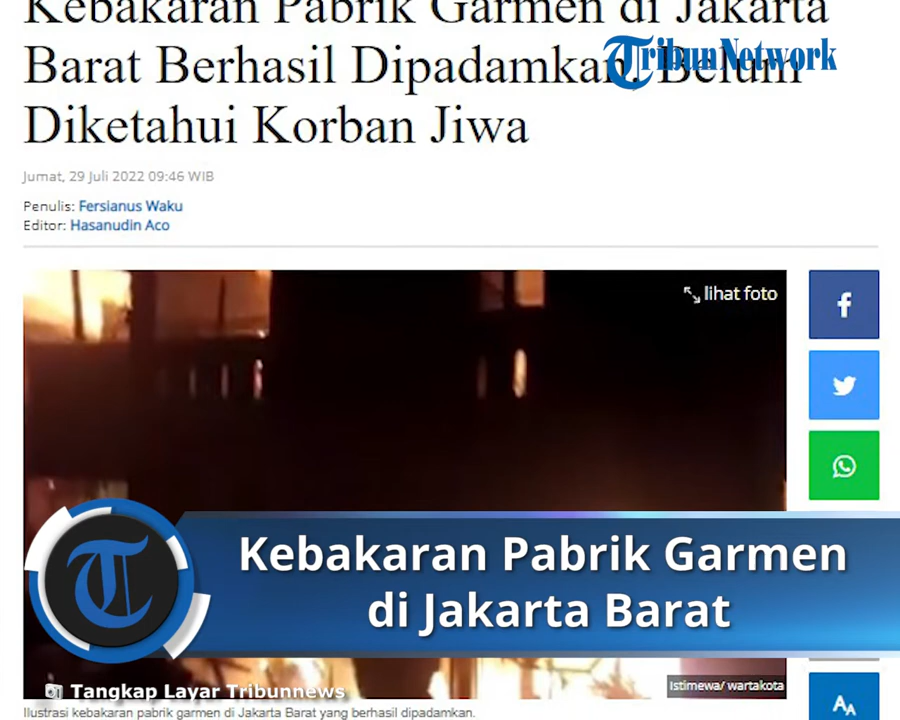 Kebakaran Pabrik Garmen di Jakarta
TribunNetwork
Barat Berhasil Dipadamkan, Belum
Diketahui Korban Jiwa
Jumat, 29 Juli 2022 09:46 WIB
Penulis: Fersianus Waku
Editor: Hasanudin Aco
lihat foto
Kebakaran Pabrik Garmen
di Jakarta Barat
Istimewa/ wartakota
Tangkap Layar Tribunnews
Ilustrasi kebakaran pabrik garmen di Jakarta Barat yang berhasil dipadamkan.
AA